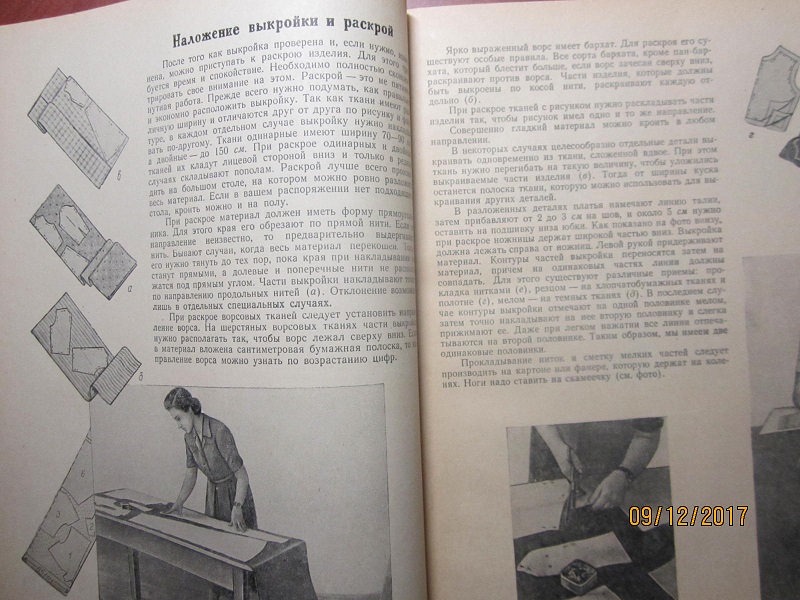 Наложение выкройки и раскрой
После того как выкройка проверена и, если нужно,
нена, можно приступать к раскрою изделия. Для этого
буется время и спокойствие. Необходимо полностью
трировать свое внимание на этом. Раскрой — это не
нутная работа. Прежде всего нужно подумать, как
и экономно расположить выкройку. Так как ткани имеют
личную ширину и отличаются друг от друга по рисунку и
туре, в каждом отдельном случае выкройку нужно
вать по-другому. Ткани одинарные имеют ширину 70—90
а двойные — до 150 см. При раскрое одинарных и
тканей их кладут лицевой стороной вниз и только в
случаях складывают пополам. Раскрой лучше всего
дить на большом столе, на котором можно ровно
весь материал. Если в вашем распоряжении нет
стола, кроить можно и на полу.
При раскрое материал должен иметь форму
ника. Для этого края его обрезают по прямой нити. Если
направление неизвестно, то предварительно
нить. Бывают случаи, когда весь материал перекошен.
его нужно тянуть до тех пор, пока края при накладывании
станут прямыми, а долевые и поперечные нити не
жатся под прямым углом. Части выкройки накладывают
по направлению продольных нитей (а). Отклонение
лишь в отдельных специальных случаях.
При раскрое ворсовых тканей следует установить
ление ворса. На шерстяных ворсовых тканях части
нужно располагать так, чтобы ворс лежал сверху вниз.
в материал вложена сантиметровая бумажная полоска,
правление ворса можно узнать по возрастанию цифр.
в
а
б
Ярко выраженный ворс имеет бархат. Для раскроя его су-
ществуют особые правила. Все сорта бархата, кроме пан-бар-
хата, который блестит больше, если ворс зачесан сверху вниз,
раскраивают против ворса. Части изделия, которые должны
быть выкроены по косой нити, раскраивают каждую от-
дельно (б).
При раскрое тканей с рисунком нужно раскладывать части
изделия так, чтобы рисунок имел одно и то же направление.
Совершенно гладкий материал можно кроить в любом
направлении.
В некоторых случаях целесообразно отдельные детали вы-
краивать одновременно из ткани, сложенной вдвое. При этом
ткань нужно перегибать на такую величину, чтобы уложились
выкраиваемые части изделия (в). Тогда от ширины куска
останется полоска ткани, которую можно использовать для вы-
краивания других деталей.
В разложенных деталях платья намечают линию талии,
затем прибавляют от 2 до 3 см на шов, и около 5 см нужно
оставить на подшивку низа юбки. Как показано на фото внизу,
при раскрое ножницы держат широкой частью вниз. Выкройка
должна лежать справа от ножниц. Левой рукой придерживают
материал. Контуры частей выкройки переносятся затем на
материал, причем на одинаковых частях линии должны
совпадать. Для этого существуют различные приемы: про-
кладка нитками (е), резцом — на хлопчатобумажных тканях и
полотне (г), мелом — на темных тканях (д). В последнем слу-
чае контуры выкройки отмечают на одной половинке мелом,
затем точно накладывают на нее вторую половинку и слегка
прижимают ее. Даже при легком нажатии все линии отпеча-
тываются на второй половинке. Таким образом, мы имеем две
одинаковые половинки.
Прокладывание ниток и сметку мелких частей следует
производить на картоне или фанере, которую держат на коле-
нях. Ноги надо ставить на скамеечку (см. фото).
г
09/12/2017